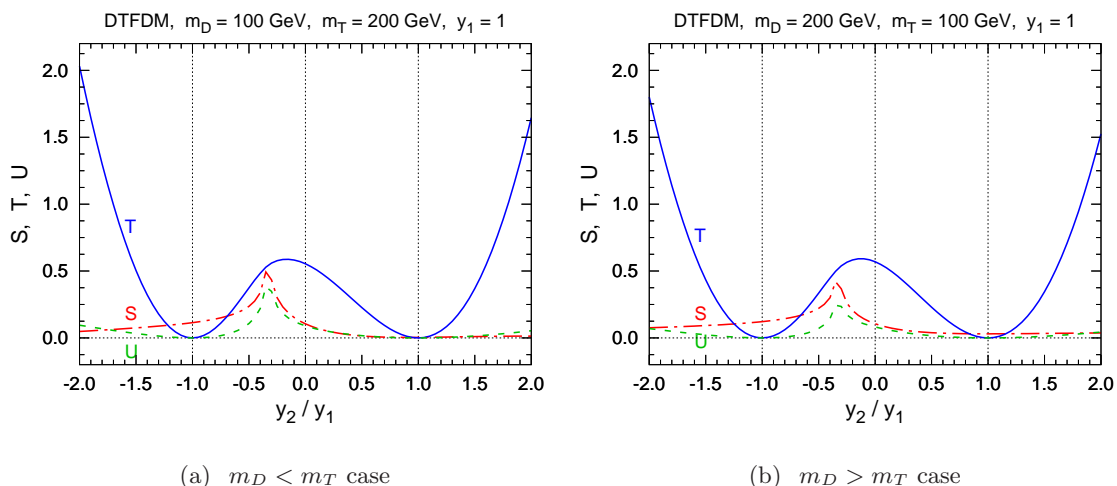 DTFDM, m_D = 100 GeV, m_T = 200 GeV, y_1 = 1
S, T, U
2.0
1.5
1.0
0.5
0.0
T
S
U
-2.0 -1.5 -1.0 -0.5 0.0 0.5 1.0 1.5 2.0
y_2 / y_1
(a) m_D < m_T case
DTFDM, m_D = 200 GeV, m_T = 100 GeV, y_1 = 1
S, T, U
2.0
1.5
1.0
0.5
0.0
T
S
U
-2.0 -1.5 -1.0 -0.5 0.0 0.5 1.0 1.5 2.0
y_2 / y_1
(b) m_D > m_T case